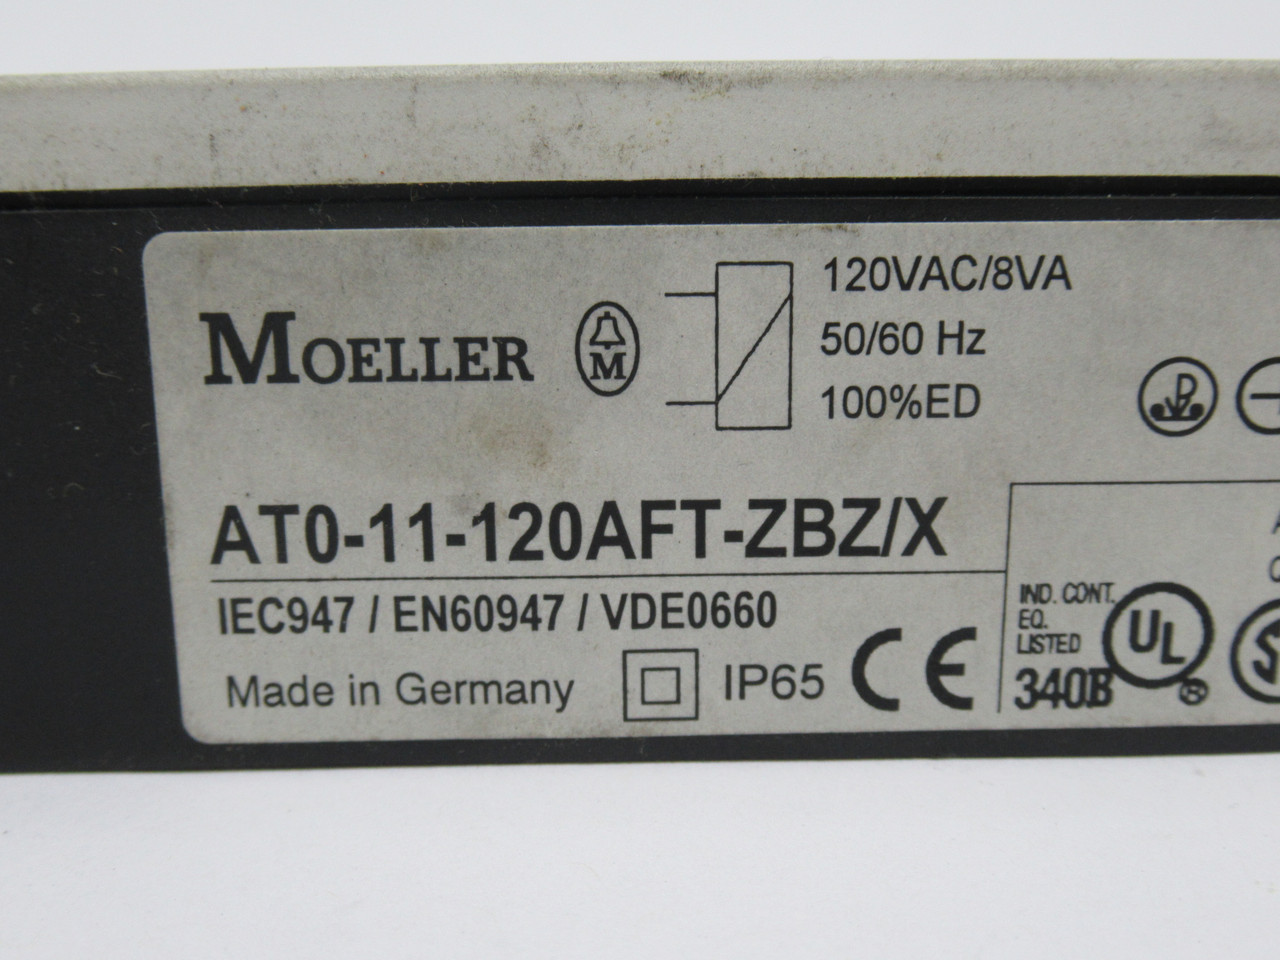 MOELLER
M
120VAC/8VA
50/60 Hz
100%ED
AT0-11-120AFT-ZBZ/X
IEC947 / EN60947 / VDE0660
Made in Germany
IP65
CE
IND. CONT.
EQ.
LISTED
340B
UL
®